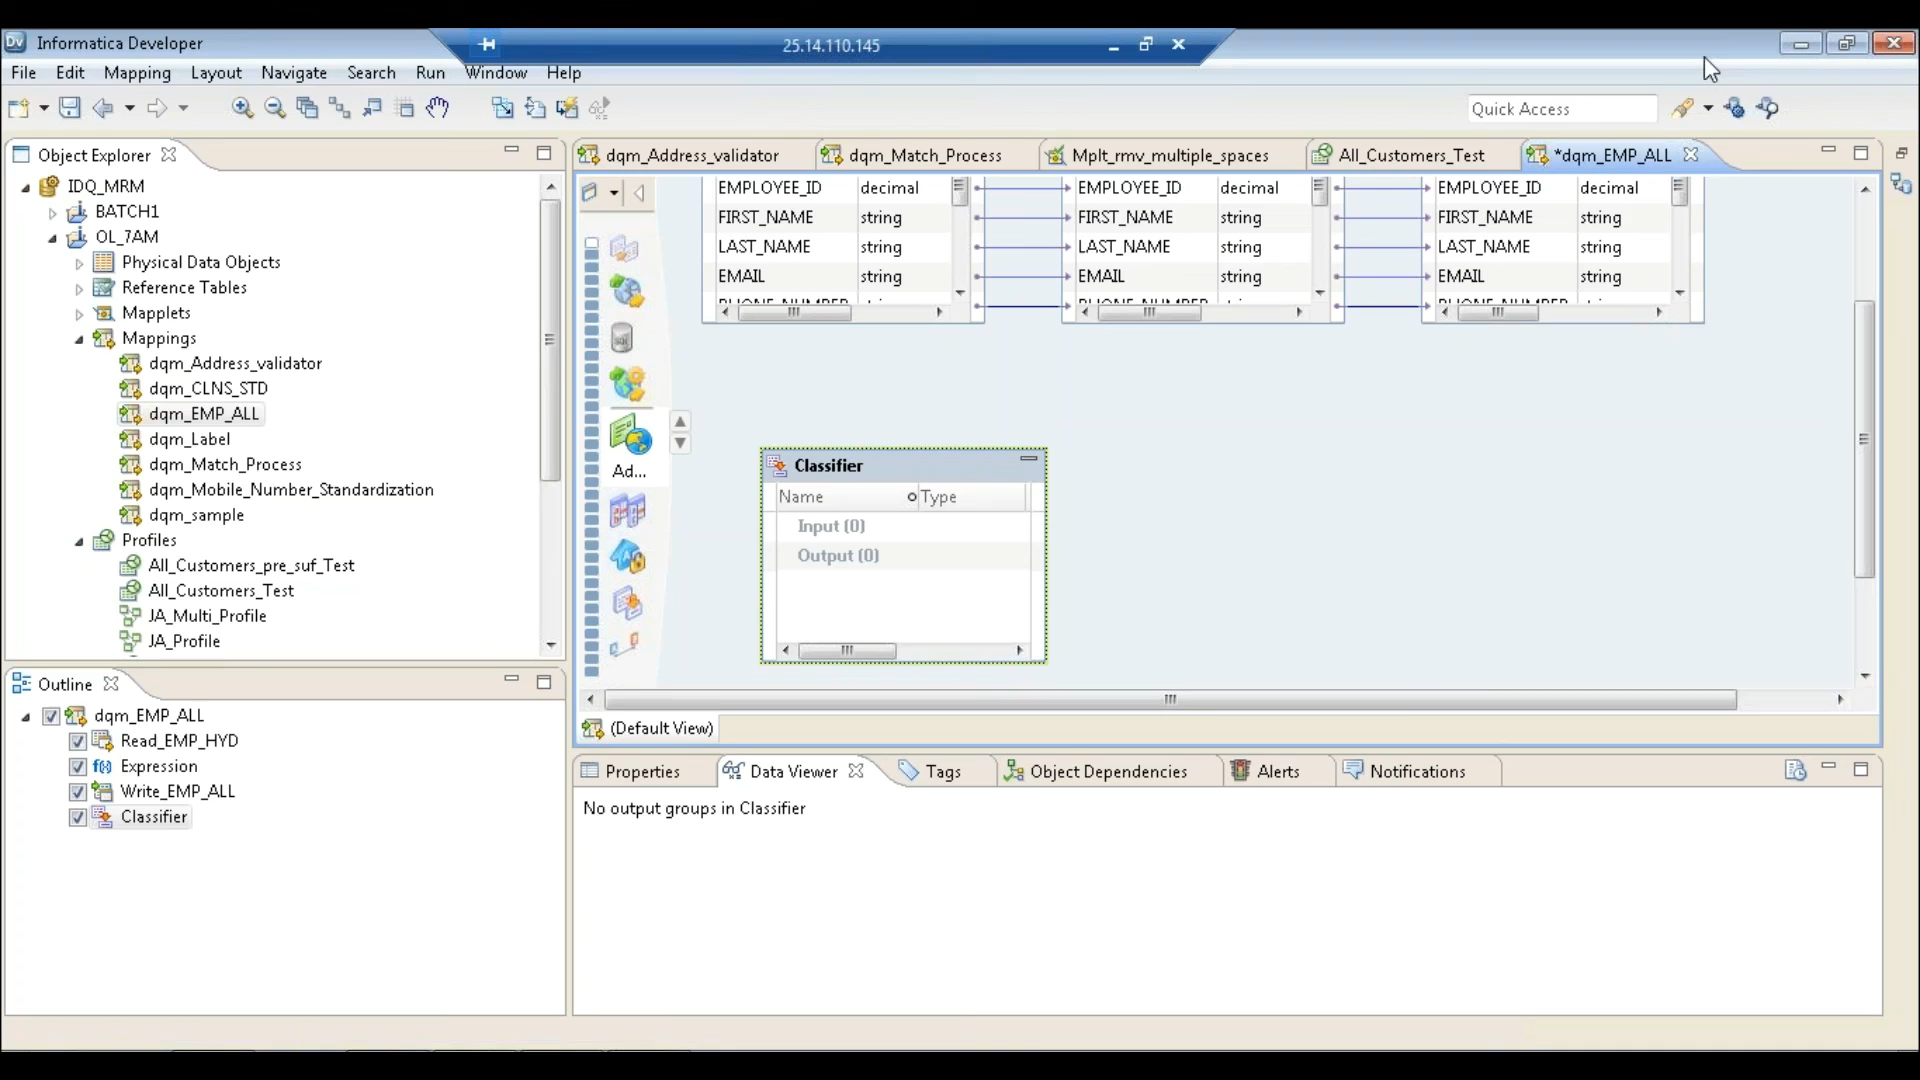 Informatica Developer
25.14.110.145
File Edit Mapping Layout Navigate Search Run Window Help
Quick Access
Object Explorer
IDQ_MRM
BATCH1
OL_7AM
Physical Data Objects
Reference Tables
Mapplets
Mappings
dqm_Address_validator
dqm_CLNS_STD
dqm_EMP_ALL
dqm_Label
dqm_Match_Process
dqm_Mobile_Number_Standardization
dqm_sample
Profiles
All_Customers_pre_suf_Test
All_Customers_Test
JA_Multi_Profile
JA_Profile
Outline
dqm_EMP_ALL
Read_EMP_HYD
Expression
Write_EMP_ALL
Classifier
dqm_Address_validator dqm_Match_Process Mplt_rmv_multiple_spaces All_Customers_Test *dqm_EMP_ALL
EMPLOYEE_ID decimal EMPLOYEE_ID decimal EMPLOYEE_ID decimal
FIRST_NAME string FIRST_NAME string FIRST_NAME string
LAST_NAME string LAST_NAME string LAST_NAME string
EMAIL string EMAIL string EMAIL string
Ad...
Classifier
Name Type
Input (0)
Output (0)
(Default View)
Properties Data Viewer Tags Object Dependencies Alerts Notifications
No output groups in Classifier